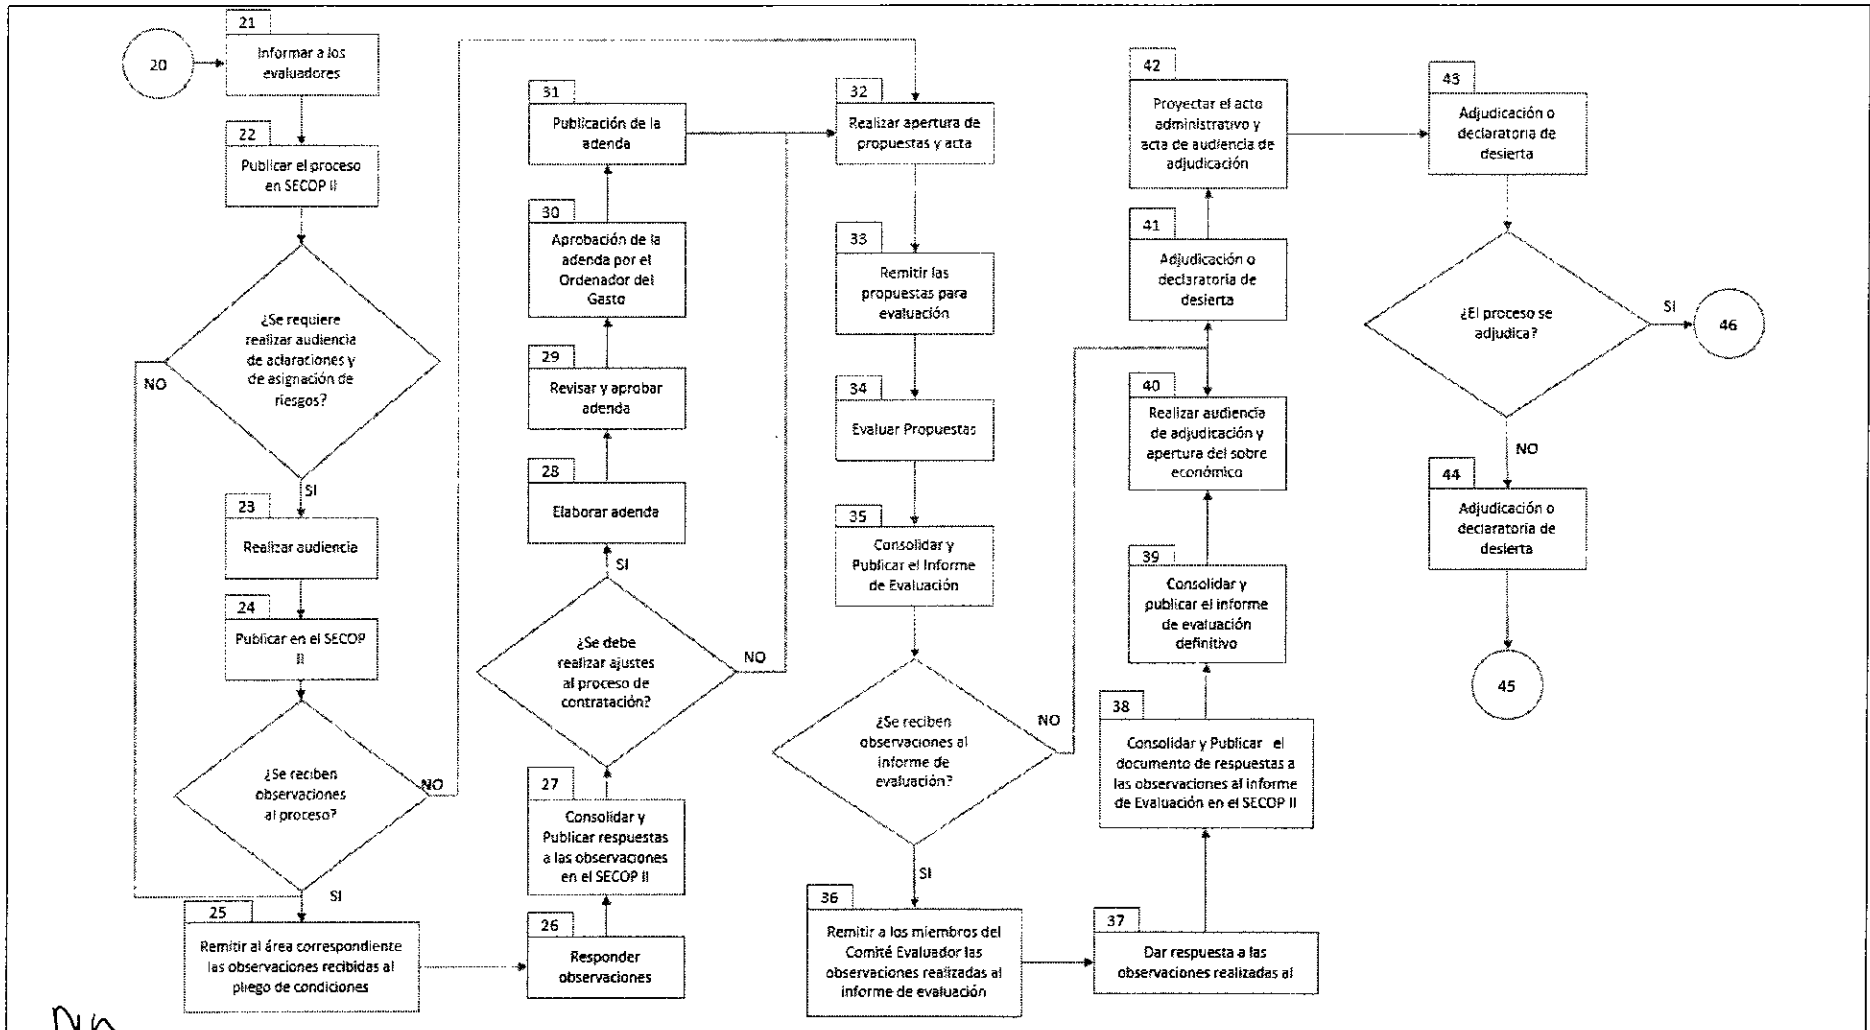 20
21
Informar a los
evaluadores
22
Publicar el proceso
en SECOP II
¿Se requiere
realizar audiencia
de aclaraciones y
de asignación de
riesgos?
NO
SI
23
Realizar audiencia
24
Publicar en el SECOP
II
¿Se reciben
observaciones
al proceso?
NO
SI
25
Remitir al área correspondiente
las observaciones recibidas al
pliego de condiciones
26
Responder
observaciones
27
Consolidar y
Publicar respuestas
a las observaciones
en el SECOP II
¿Se debe
realizar ajustes
al proceso de
contratación?
NO
SI
28
Elaborar adenda
29
Revisar y aprobar
adenda
30
Aprobación de la
adenda por el
Ordenador del
Gasto
31
Publicación de la
adenda
32
Realizar apertura de
propuestas y acta
33
Remitir las
propuestas para
evaluación
34
Evaluar Propuestas
35
Consolidar y
Publicar el Informe
de Evaluación
¿Se reciben
observaciones al
informe de
evaluación?
NO
SI
36
Remitir a los miembros del
Comité Evaluador las
observaciones realizadas al
informe de evaluación
37
Dar respuesta a las
observaciones realizadas al
38
Consolidar y Publicar el
documento de respuestas a
las observaciones al informe
de Evaluación en el SECOP II
39
Consolidar y
publicar el informe
de evaluación
definitivo
40
Realizar audiencia
de adjudicación y
apertura del sobre
económico
41
Adjudicación o
declaratoria de
desierta
42
Proyectar el acto
administrativo y
acta de audiencia de
adjudicación
43
Adjudicación o
declaratoria de
desierta
¿El proceso se
adjudica?
SI
46
NO
44
Adjudicación o
declaratoria de
desierta
45